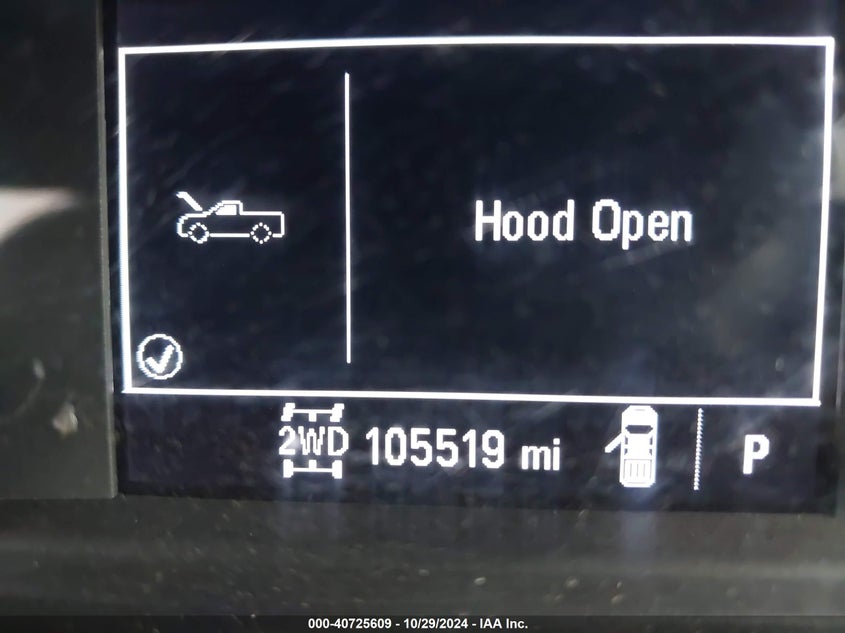 Hood Open
2WD 105519 mi P
000-40725609 - 10/29/2024 - IAA Inc.